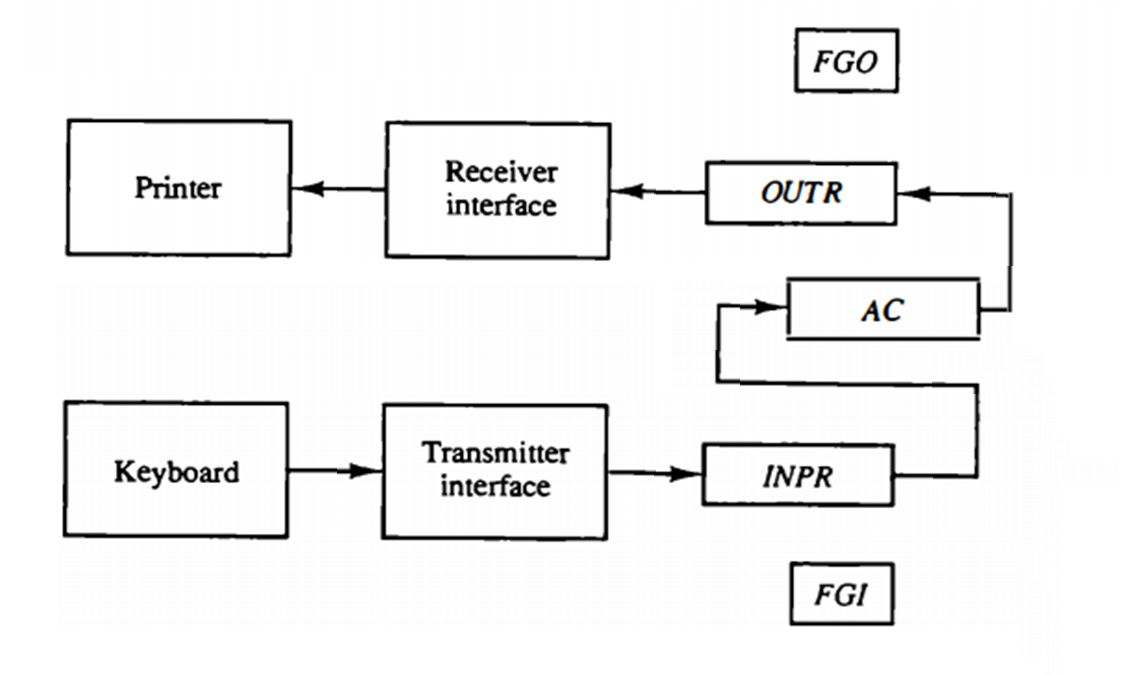 FGO
Printer
Receiver
interface
OUTR
AC
Keyboard
Transmitter
interface
INPR
FGI